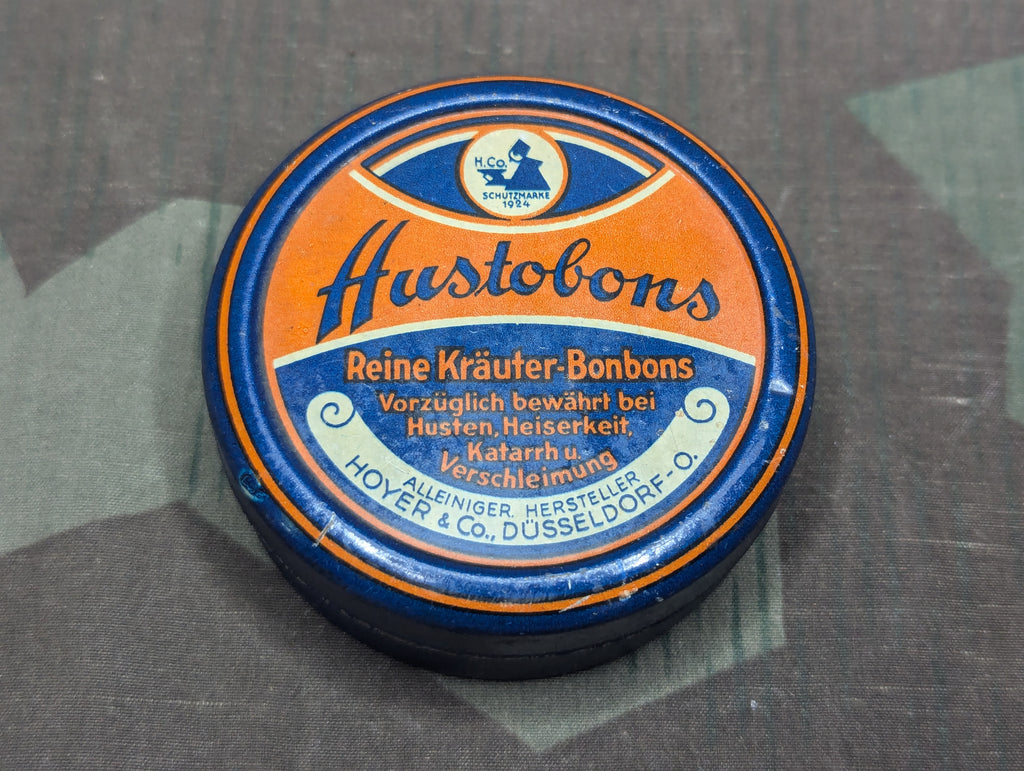 H.Co.
SCHUTZMARKE
1924
Hustobons
Reine Kräuter-Bonbons
Vorzüglich bewährt bei
Husten, Heiserkeit,
Katarrh u.
Verschleimung
ALLEINIGER HERSTELLER
HOYER & Co., DÜSSELDORF-O.